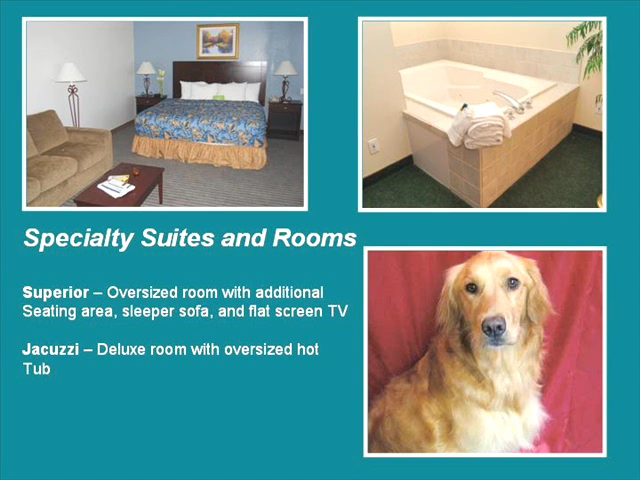 Specialty Suites and Rooms
Superior – Oversized room with additional
Seating area, sleeper sofa, and flat screen TV
Jacuzzi – Deluxe room with oversized hot
Tub